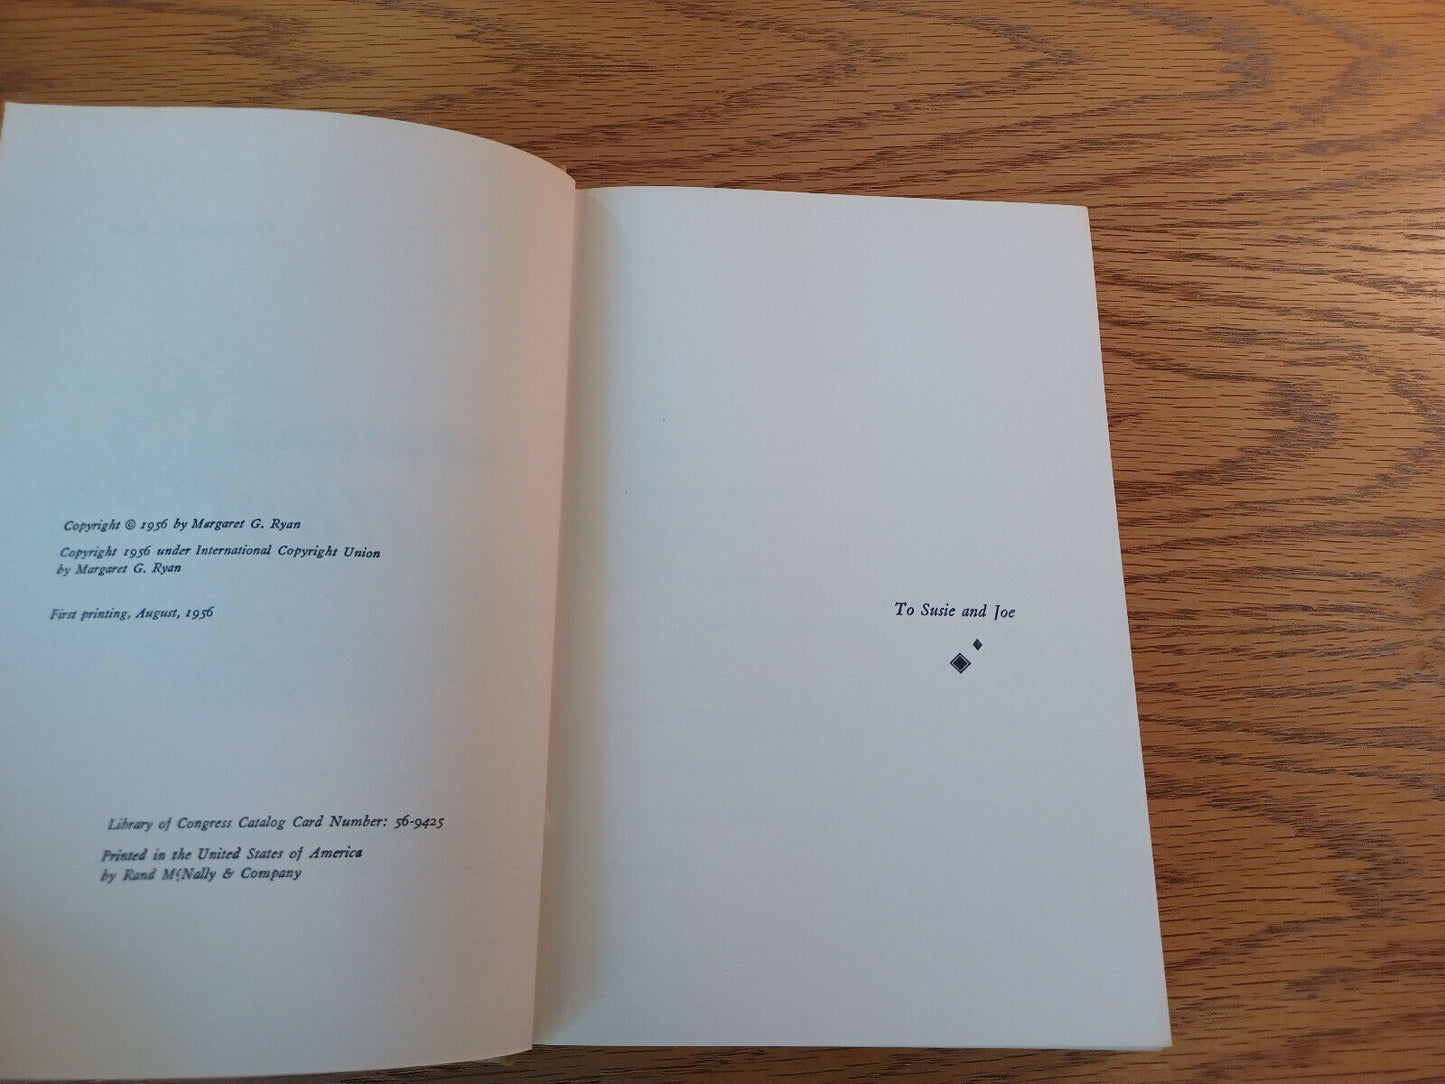 Copyright © 1956 by Margaret G. Ryan
Copyright 1956 under International Copyright Union
by Margaret G. Ryan
First printing, August, 1956
Library of Congress Catalog Card Number: 56-9425
Printed in the United States of America
by Rand McNally & Company
To Susie and Joe